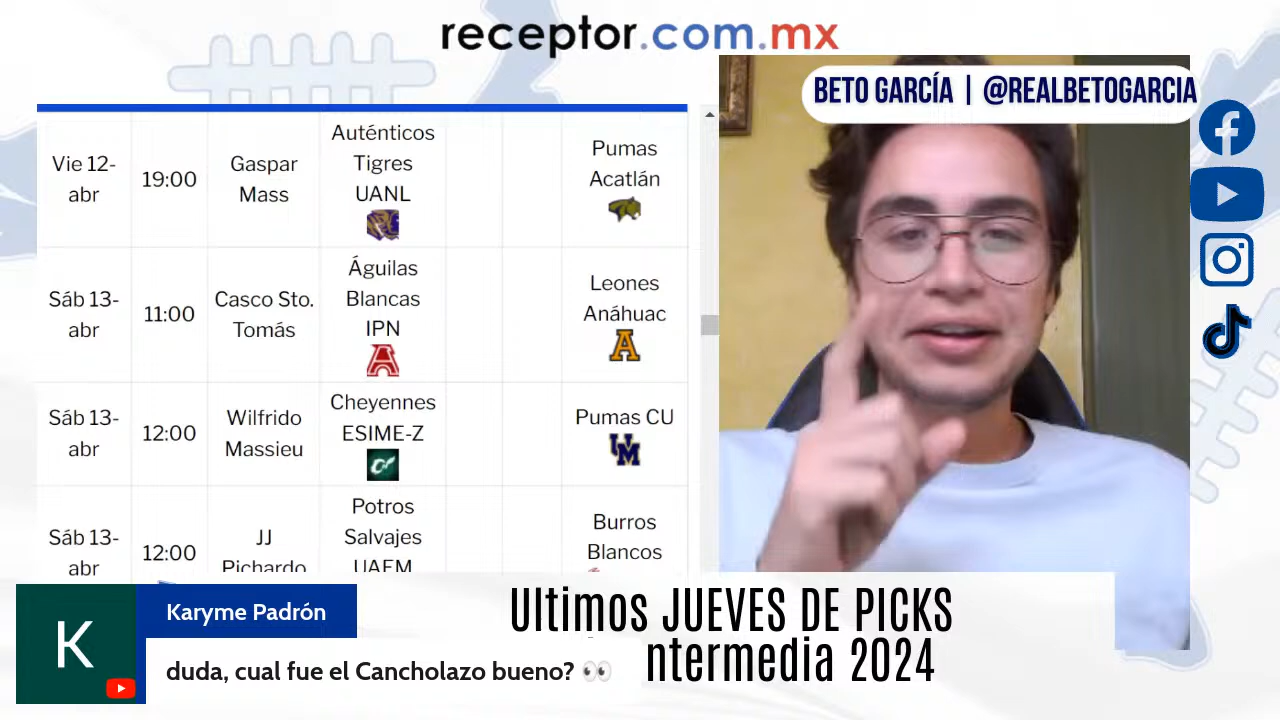 receptor.com.mx
BETO GARCÍA | @REALBETOGARCIA
Vie 12-
abr
19:00
Gaspar
Mass
Auténticos
Tigres
UANL
Pumas
Acatlán
Sáb 13-
abr
11:00
Casco Sto.
Tomás
Águilas
Blancas
IPN
Leones
Anáhuac
Sáb 13-
abr
12:00
Wilfrido
Massieu
Cheyennes
ESIME-Z
Pumas CU
Sáb 13-
abr
12:00
JJ
Pichardo
Potros
Salvajes
UAEM
Burros
Blancos
Ultimos JUEVES DE PICKS
ntermedia 2024
K
Karyme Padrón
duda, cual fue el Cancholazo bueno? 👀